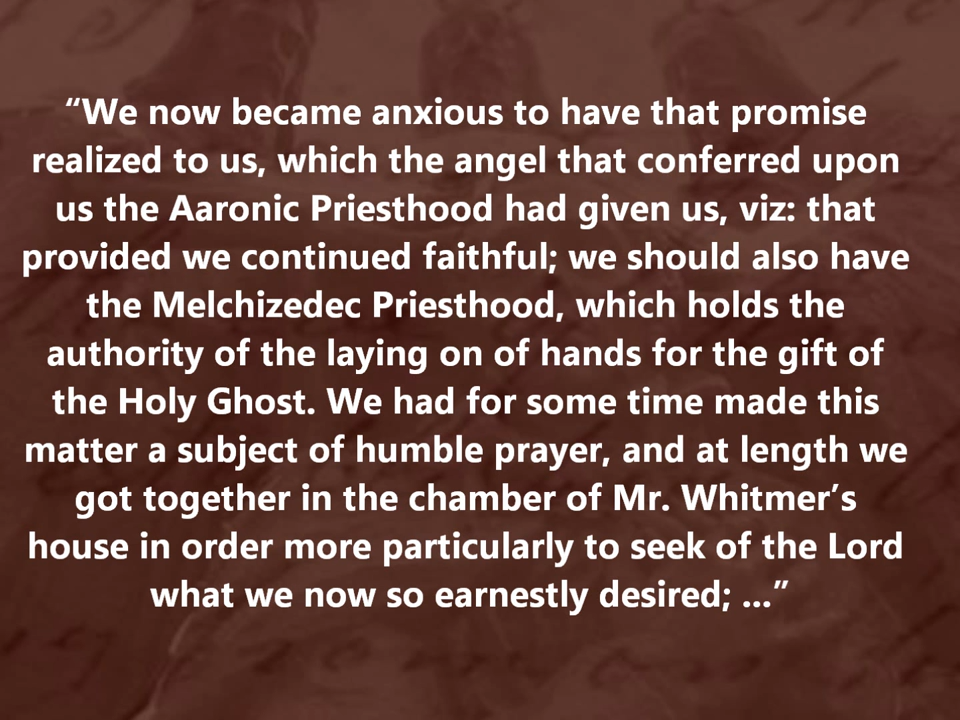 “We now became anxious to have that promise
realized to us, which the angel that conferred upon
us the Aaronic Priesthood had given us, viz: that
provided we continued faithful; we should also have
the Melchizedec Priesthood, which holds the
authority of the laying on of hands for the gift of
the Holy Ghost. We had for some time made this
matter a subject of humble prayer, and at length we
got together in the chamber of Mr. Whitmer’s
house in order more particularly to seek of the Lord
what we now so earnestly desired; ...”